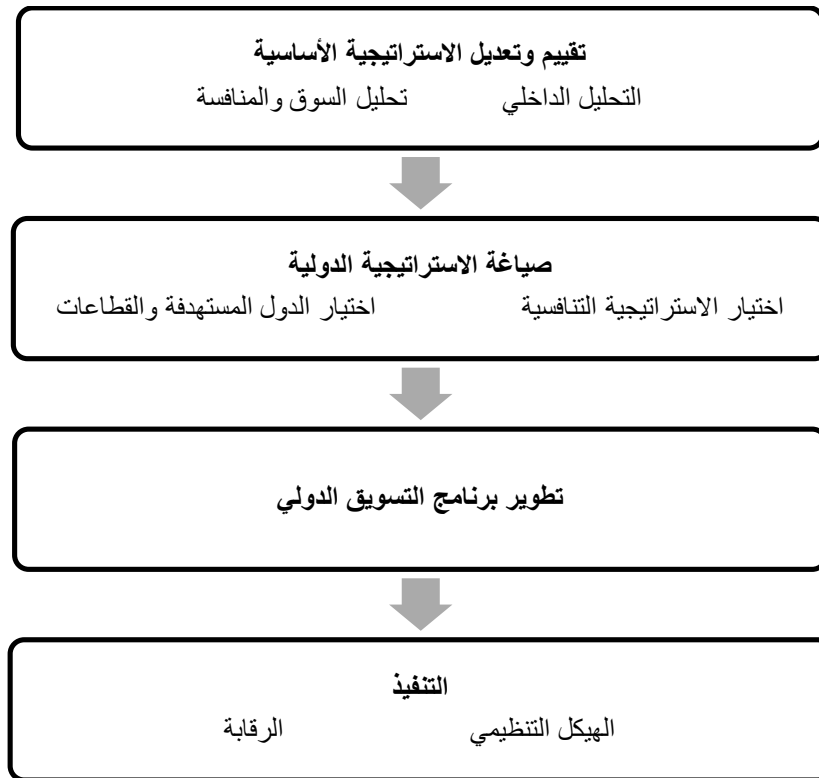 تقييم وتعديل الاستراتيجية الأساسية
التحليل الداخلي تحليل السوق والمنافسة
صياغة الاستراتيجية الدولية
اختيار الاستراتيجية التنافسية اختيار الدول المستهدفة والقطاعات
تطوير برنامج التسويق الدولي
التنفيذ
الهيكل التنظيمي الرقابة